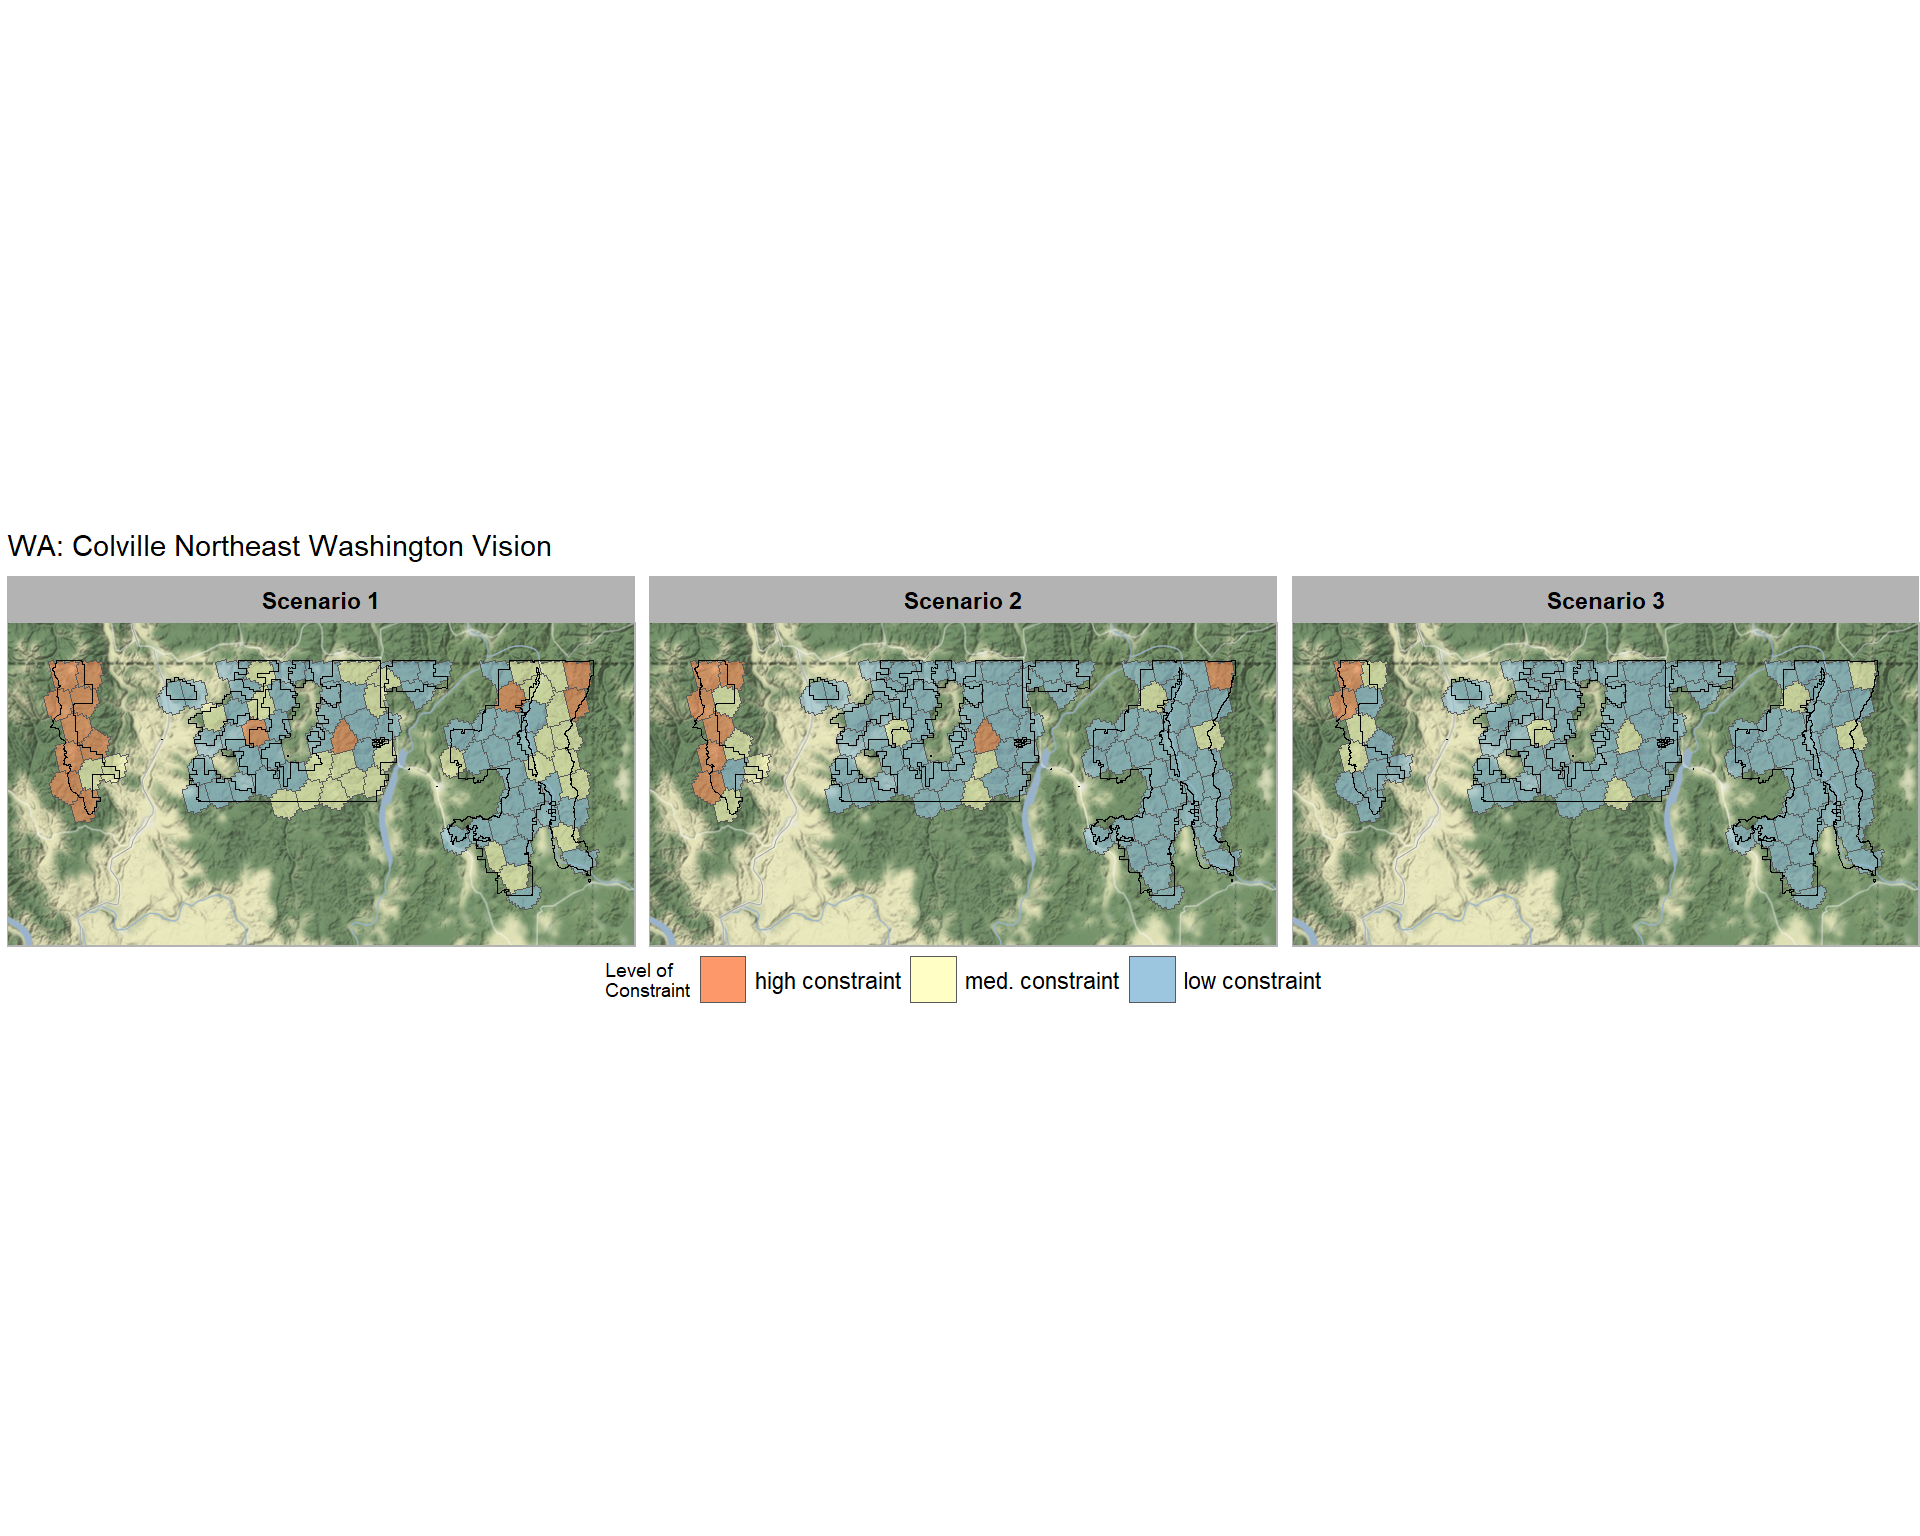 WA: Colville Northeast Washington Vision
Scenario 1
Scenario 2
Scenario 3
Level of
Constraint
high constraint
med. constraint
low constraint